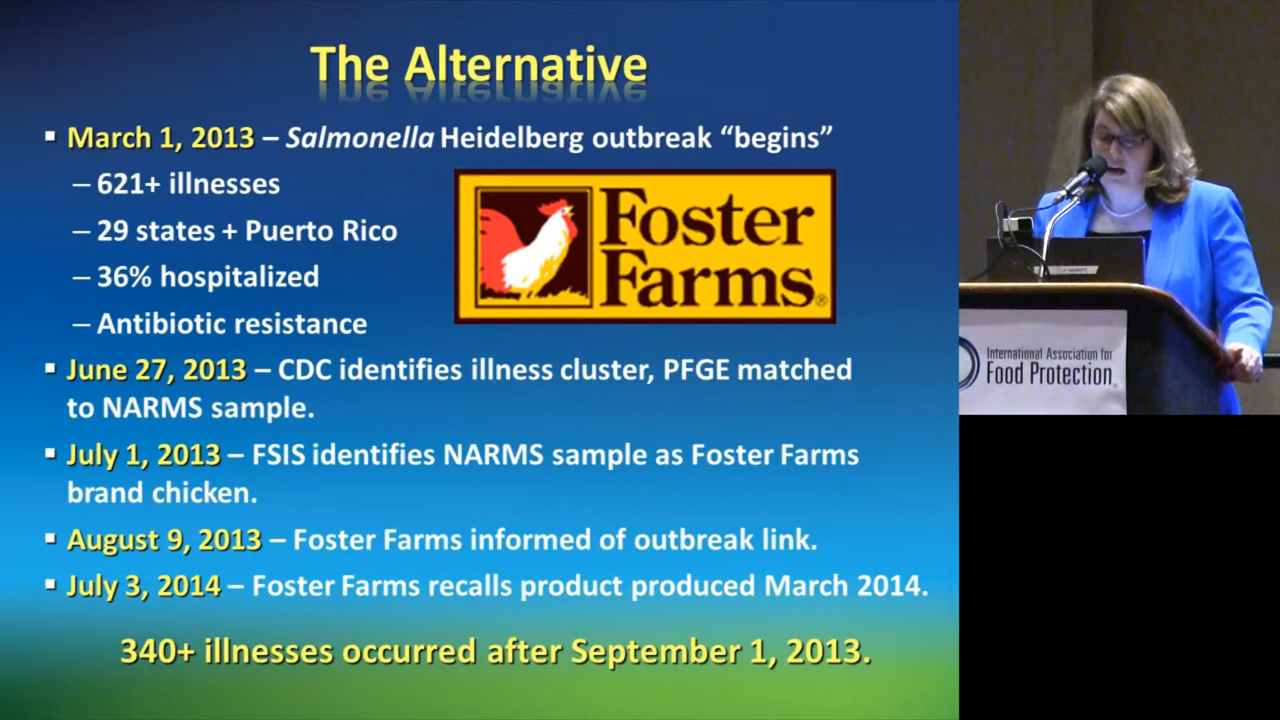 The Alternative
▪ March 1, 2013 – Salmonella Heidelberg outbreak “begins”
– 621+ illnesses
– 29 states + Puerto Rico
– 36% hospitalized
– Antibiotic resistance
Foster
Farms®
▪ June 27, 2013 – CDC identifies illness cluster, PFGE matched
to NARMS sample.
▪ July 1, 2013 – FSIS identifies NARMS sample as Foster Farms
brand chicken.
▪ August 9, 2013 – Foster Farms informed of outbreak link.
▪ July 3, 2014 – Foster Farms recalls product produced March 2014.
340+ illnesses occurred after September 1, 2013.
International Association for
Food Protection®